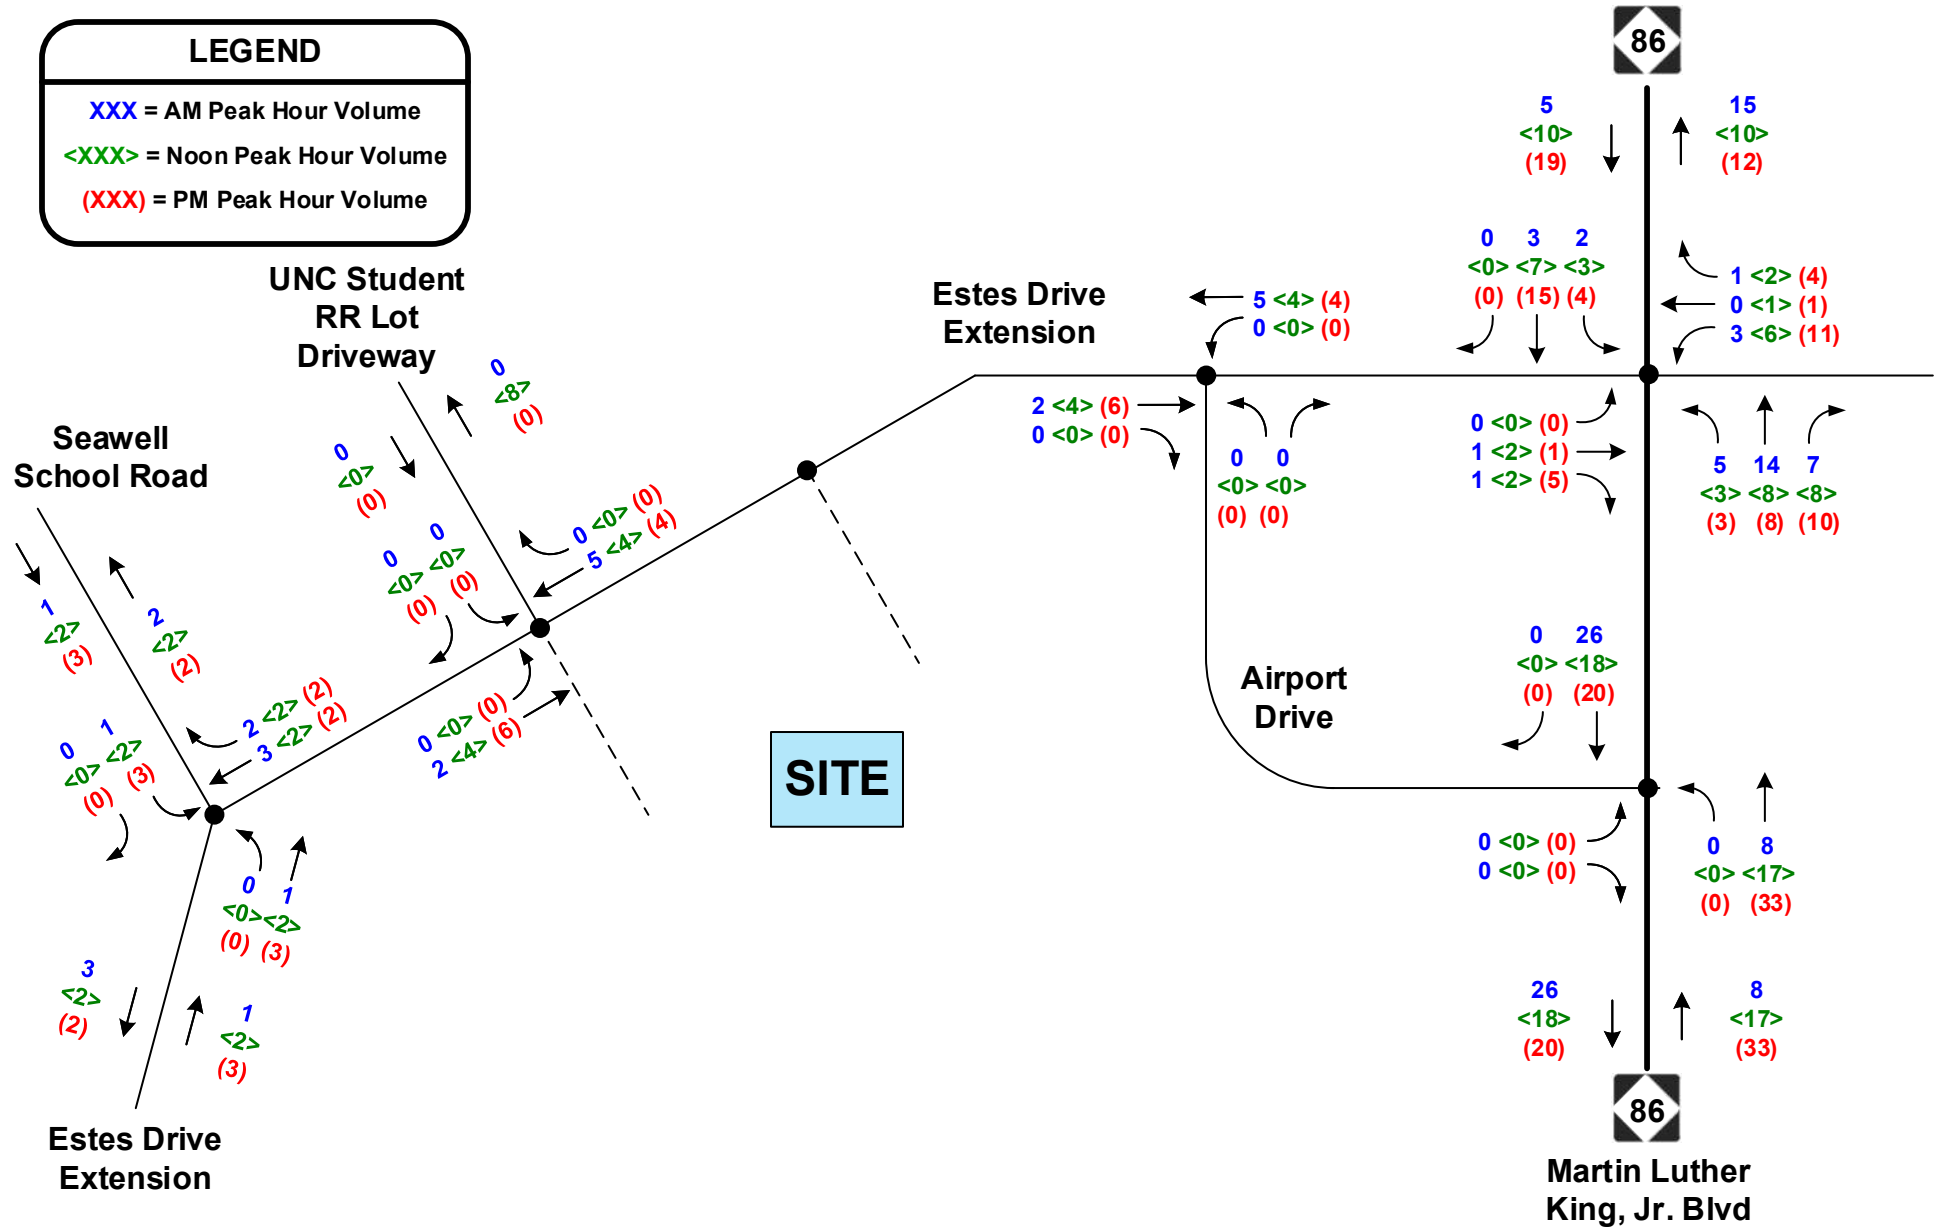 LEGEND
XXX = AM Peak Hour Volume
<XXX> = Noon Peak Hour Volume
(XXX) = PM Peak Hour Volume
86
5
<10>
(19)
15
<10>
(12)
0 3 2
<0> <7> <3>
(0) (15) (4)
1 <2> (4)
0 <1> (1)
3 <6> (11)
UNC Student
RR Lot
Driveway
Estes Drive
Extension
5 <4> (4)
0 <0> (0)
2 <4> (6)
0 <0> (0)
0 0
<0> <0>
(0) (0)
0 <0> (0)
1 <2> (1)
1 <2> (5)
5 14 7
<3> <8> <8>
(3) (8) (10)
0
<8>
(0)
0
<0>
(0)
Seawell
School Road
0 <0> (0)
5 <4> (4)
0 0
<0> <0>
(0) (0)
1
<2>
(3)
2
<2>
(2)
2 <2> (2)
3 <2> (2)
0 <0> (0)
2 <4> (6)
0 1
<0> <2>
(0) (3)
SITE
Airport
Drive
0 26
<0> <18>
(0) (20)
0 <0> (0)
0 <0> (0)
0 8
<0> <17>
(0) (33)
0 1
<0> <2>
(0) (3)
3
<2>
(2)
1
<2>
(3)
26
<18>
(20)
8
<17>
(33)
86
Estes Drive
Extension
Martin Luther
King, Jr. Blvd